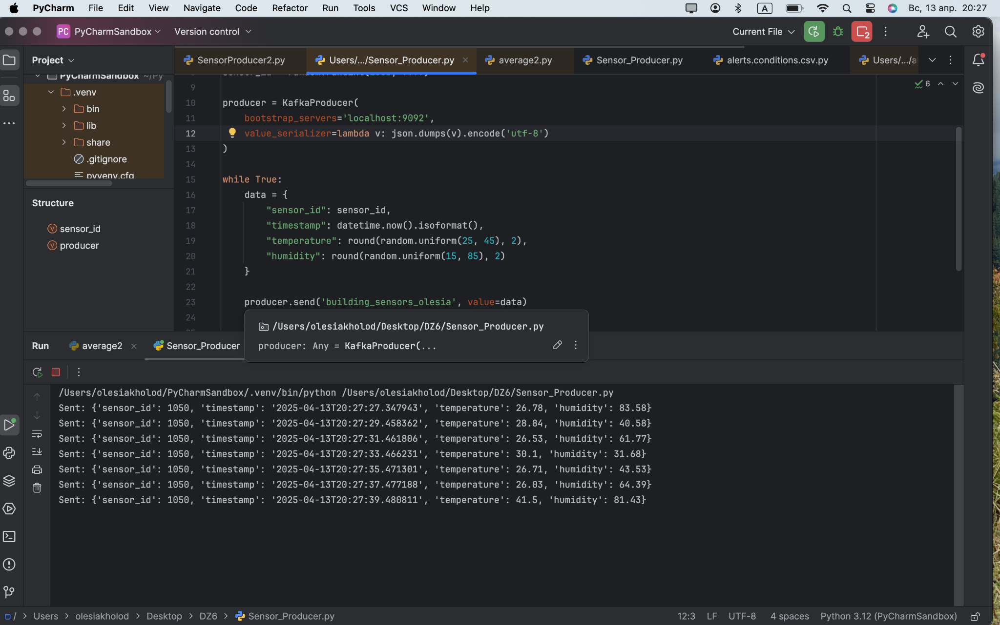 PyCharm File Edit View Navigate Code Refactor Run Tools VCS Window Help A Вс, 13 апр. 20:27
PC PyCharmSandbox Version control Current File 2
Project
SensorProducer2.py Users/.../Sensor_Producer.py average2.py Sensor_Producer.py alerts.conditions.csv.py Users/.../a
PyCharmSandbox ~/Py
.venv
bin
lib
share
.gitignore
pyvenv.cfg
Structure
sensor_id
producer
6
9
10 producer = KafkaProducer(
11 bootstrap_servers='localhost:9092',
12 value_serializer=lambda v: json.dumps(v).encode('utf-8')
13 )
14
15 while True:
16 data = {
17 "sensor_id": sensor_id,
18 "timestamp": datetime.now().isoformat(),
19 "temperature": round(random.uniform(25, 45), 2),
20 "humidity": round(random.uniform(15, 85), 2)
21 }
22
23 producer.send('building_sensors_olesia', value=data)
24
/Users/olesiakholod/Desktop/DZ6/Sensor_Producer.py
producer: Any = KafkaProducer(...
Run average2 Sensor_Producer
/Users/olesiakholod/PyCharmSandbox/.venv/bin/python /Users/olesiakholod/Desktop/DZ6/Sensor_Producer.py
Sent: {'sensor_id': 1050, 'timestamp': '2025-04-13T20:27:27.347943', 'temperature': 26.78, 'humidity': 83.58}
Sent: {'sensor_id': 1050, 'timestamp': '2025-04-13T20:27:29.458362', 'temperature': 28.84, 'humidity': 40.58}
Sent: {'sensor_id': 1050, 'timestamp': '2025-04-13T20:27:31.461806', 'temperature': 26.53, 'humidity': 61.77}
Sent: {'sensor_id': 1050, 'timestamp': '2025-04-13T20:27:33.466231', 'temperature': 30.1, 'humidity': 31.68}
Sent: {'sensor_id': 1050, 'timestamp': '2025-04-13T20:27:35.471301', 'temperature': 26.71, 'humidity': 43.53}
Sent: {'sensor_id': 1050, 'timestamp': '2025-04-13T20:27:37.477188', 'temperature': 26.03, 'humidity': 64.39}
Sent: {'sensor_id': 1050, 'timestamp': '2025-04-13T20:27:39.480811', 'temperature': 41.5, 'humidity': 81.43}
/ > Users > olesiakholod > Desktop > DZ6 > Sensor_Producer.py 12:3 LF UTF-8 4 spaces Python 3.12 (PyCharmSandbox)